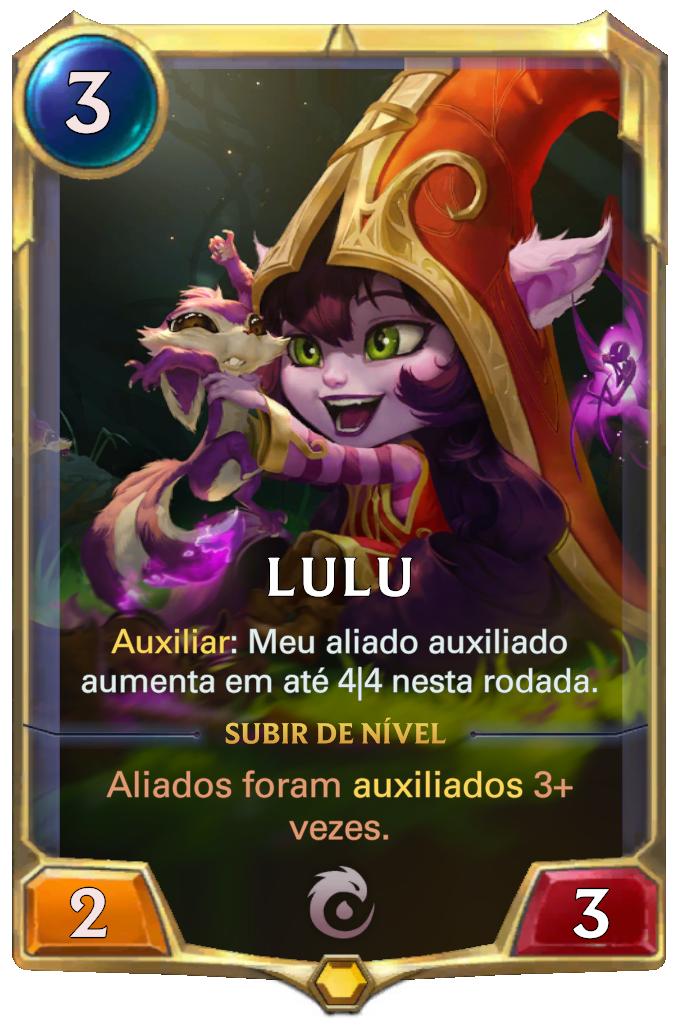 3
LULU
Auxiliar: Meu aliado auxiliado
aumenta em até 4|4 nesta rodada.
SUBIR DE NÍVEL
Aliados foram auxiliados 3+
vezes.
2
3